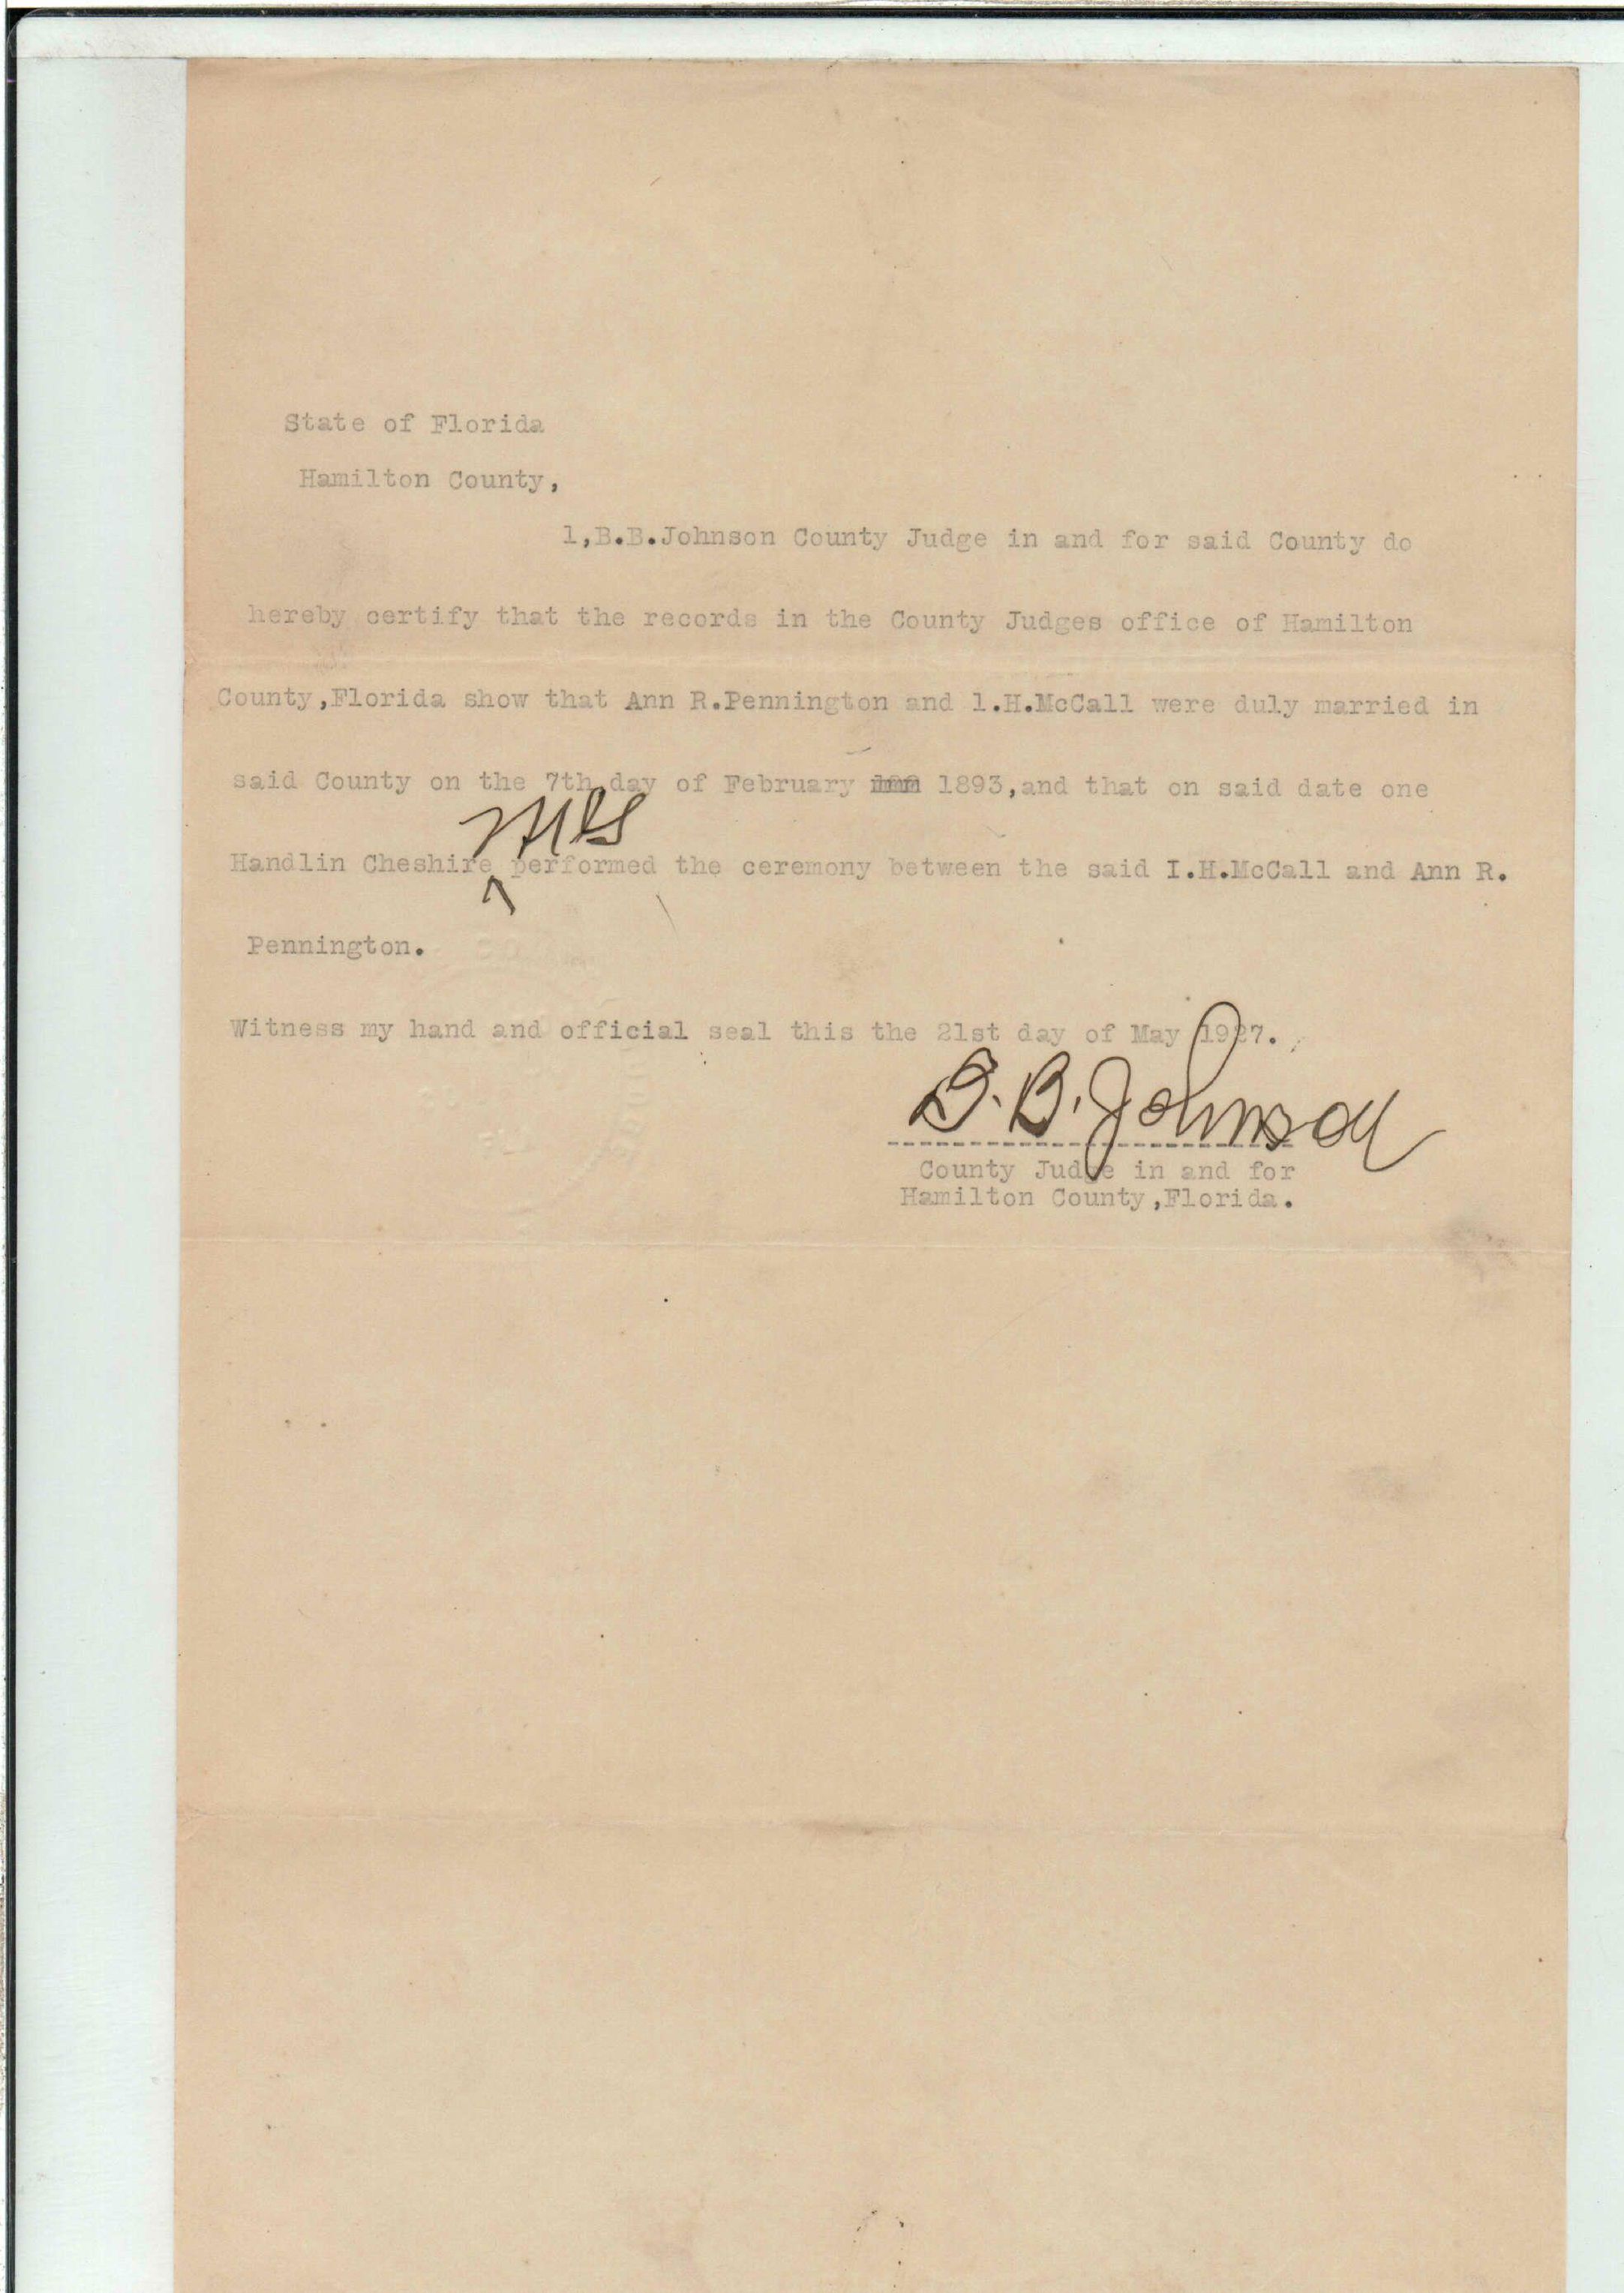 State of Florida
Hamilton County,
1,B.B.Johnson County Judge in and for said County do
hereby certify that the records in the County Judges office of Hamilton
County,Florida show that Ann R.Pennington and l.H.McCall were duly married in
said County on the 7th day of February 1893,and that on said date one
Handlin Cheshire performed the ceremony between the said I.H.McCall and Ann R.
Pennington.
Witness my hand and official seal this the 21st day of May 1927.
B.B.Johnson
County Judge in and for
Hamilton County,Florida.